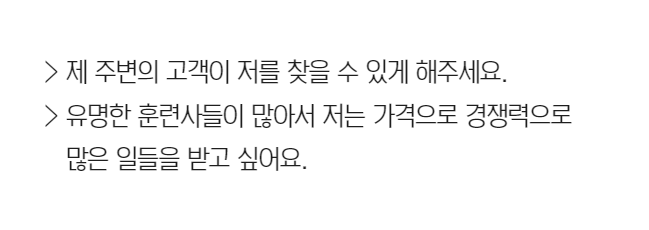 > 제 주변의 고객이 저를 찾을 수 있게 해주세요.
> 유명한 훈련사들이 많아서 저는 가격으로 경쟁력으로
많은 일들을 받고 싶어요.